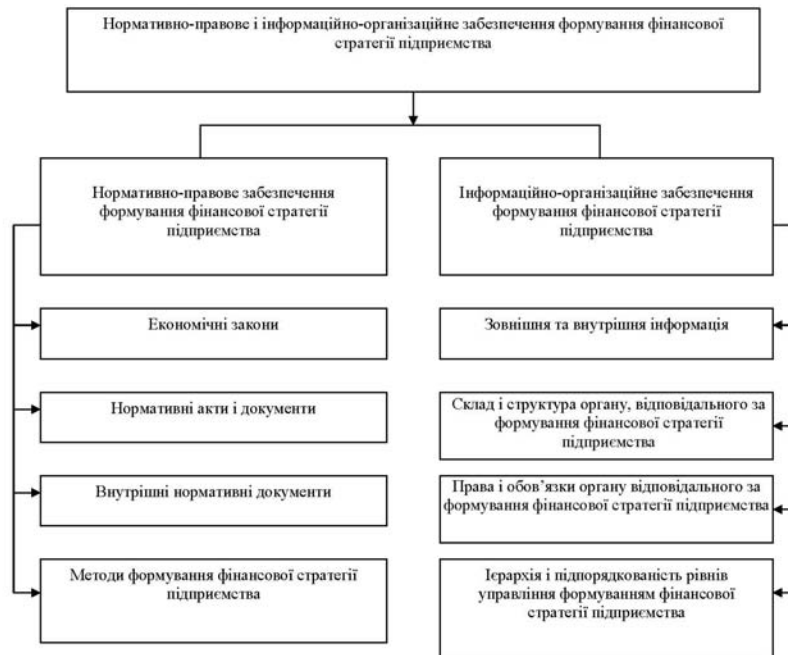 Нормативно-правове і інформаційно-організаційне забезпечення формування фінансової
стратегії підприємства
Нормативно-правове забезпечення
формування фінансової стратегії
підприємства
Економічні закони
Нормативні акти і документи
Внутрішні нормативні документи
Методи формування фінансової стратегії
підприємства
Інформаційно-організаційне забезпечення
формування фінансової стратегії
підприємства
Зовнішня та внутрішня інформація
Склад і структура органу, відповідального за
формування фінансової стратегії
підприємства
Права і обов’язки органу відповідального за
формування фінансової стратегії підприємства
Ієрархія і підпорядкованість рівнів
управління формуванням фінансової
стратегії підприємства